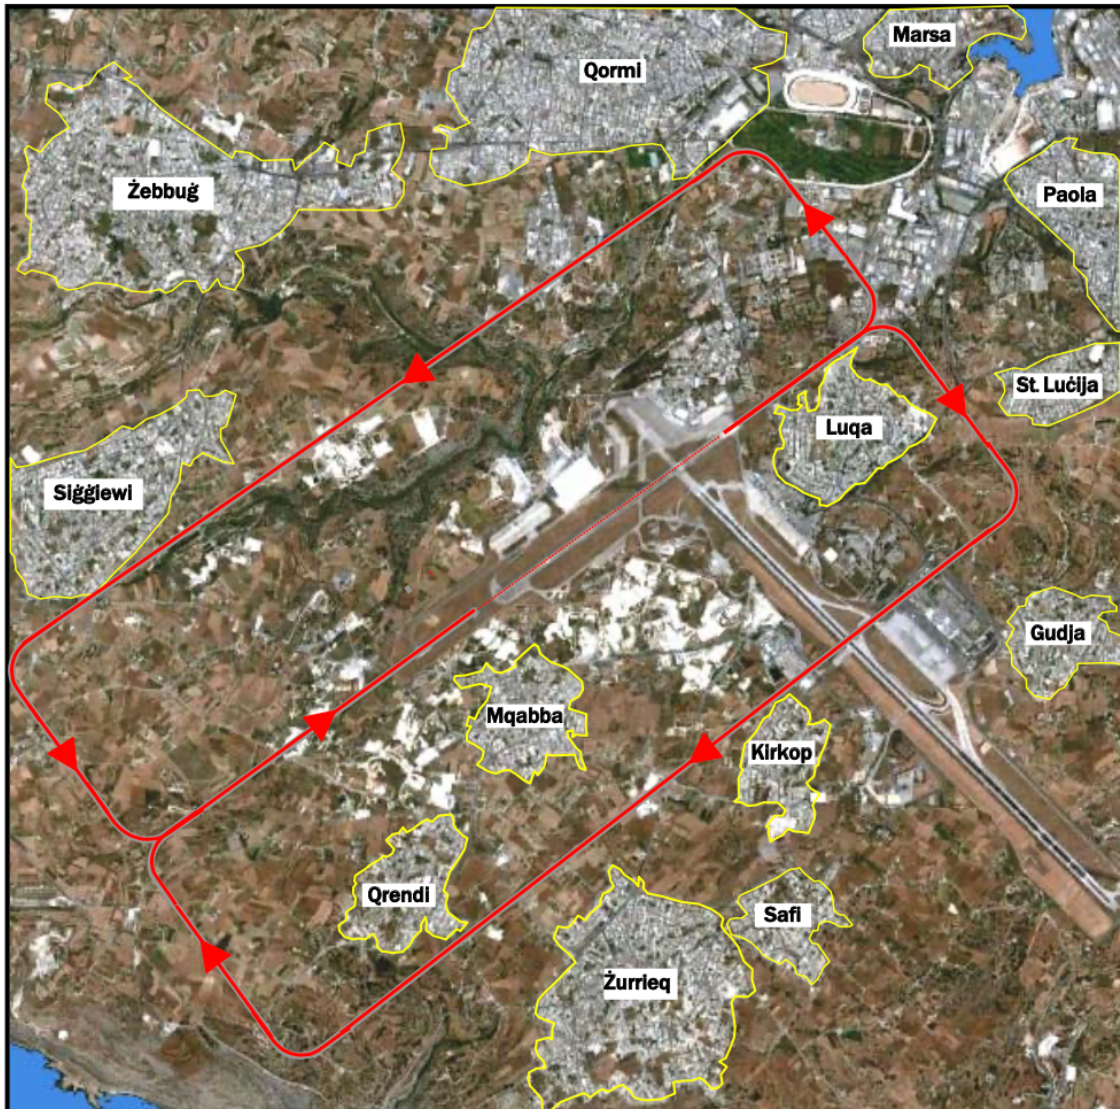 Marsa
Qormi
Żebbuġ
Paola
St. Luċija
Luqa
Siġġiewi
Gudja
Mqabba
Kirkop
Qrendi
Safi
Żurrieq